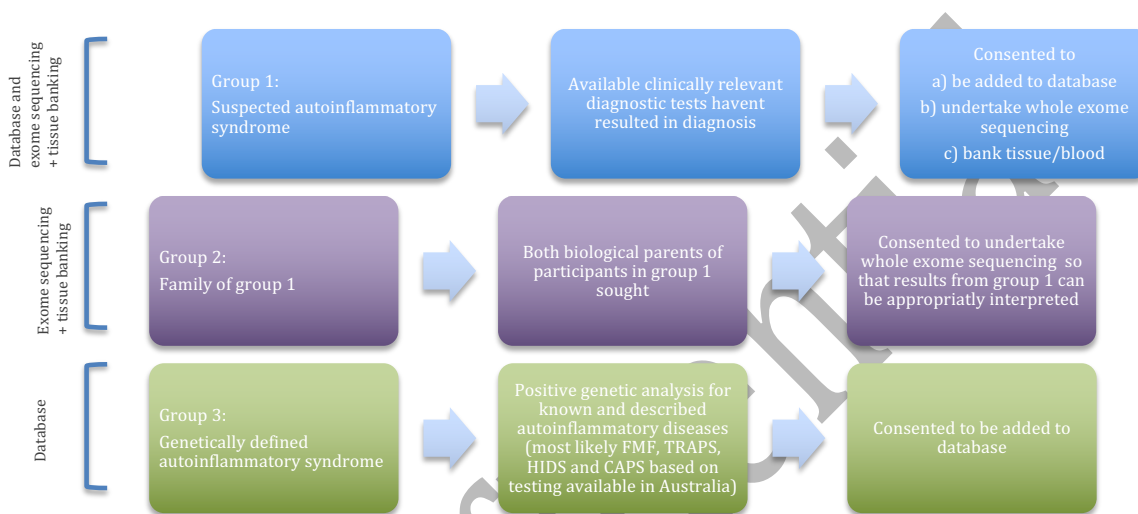 Database and
exome sequencing
+ tissue banking
Group 1:
Suspected autoinflammatory
syndrome
Available clinically relevant
diagnostic tests havent
resulted in diagnosis
Consented to
a) be added to database
b) undertake whole exome
sequencing
c) bank tissue/blood
Exome sequencing
+ tissue banking
Group 2:
Family of group 1
Both biological parents of
participants in group 1
sought
Consented to undertake
whole exome sequencing so
that results from group 1 can
be appropriatly interpreted
Database
Group 3:
Genetically defined
autoinflammatory syndrome
Positive genetic analysis for
known and described
autoinflammatory diseases
(most likely FMF, TRAPS,
HIDS and CAPS based on
testing available in Australia)
Consented to be added to
database